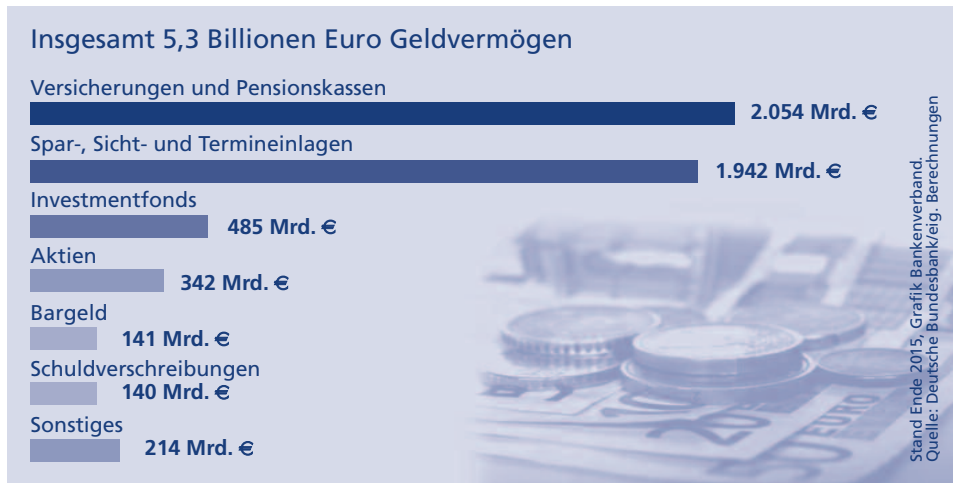 Insgesamt 5,3 Billionen Euro Geldvermögen
Versicherungen und Pensionskassen
2.054 Mrd. €
Spar-, Sicht- und Termineinlagen
1.942 Mrd. €
Investmentfonds
485 Mrd. €
Aktien
342 Mrd. €
Bargeld
141 Mrd. €
Schuldverschreibungen
140 Mrd. €
Sonstiges
214 Mrd. €
Stand Ende 2015, Grafik Bankenverband.
Quelle: Deutsche Bundesbank/eig. Berechnungen